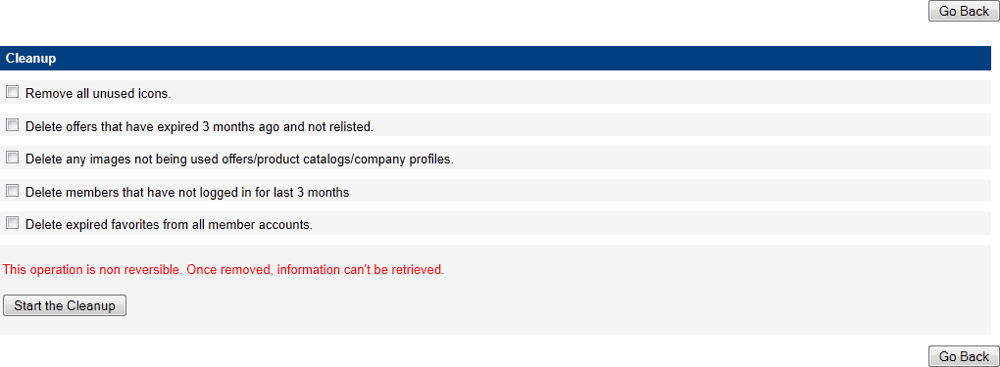 Go Back
Cleanup
Remove all unused icons.
Delete offers that have expired 3 months ago and not relisted.
Delete any images not being used offers/product catalogs/company profiles.
Delete members that have not logged in for last 3 months
Delete expired favorites from all member accounts.
This operation is non reversible. Once removed, information can't be retrieved.
Start the Cleanup
Go Back